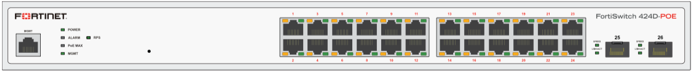 FORTINET
FortiSwitch 424D-POE
1 3 5 7 9 11 13 15 17 19 21 23
POWER
ALARM
RPS
PoE MAX
MGMT
25
26
2 4 6 8 10 12 14 16 18 20 22 24